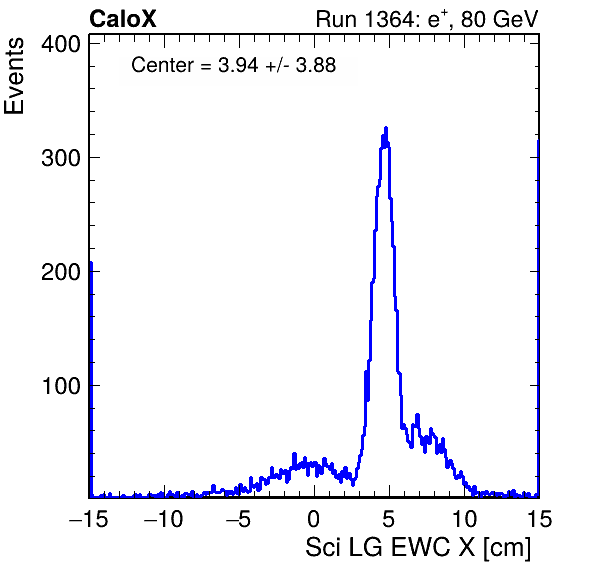 CaloX Run 1364: e⁺, 80 GeV
Center = 3.94 +/- 3.88
Events
400
300
200
100
−15 −10 −5 0 5 10 15
Sci LG EWC X [cm]